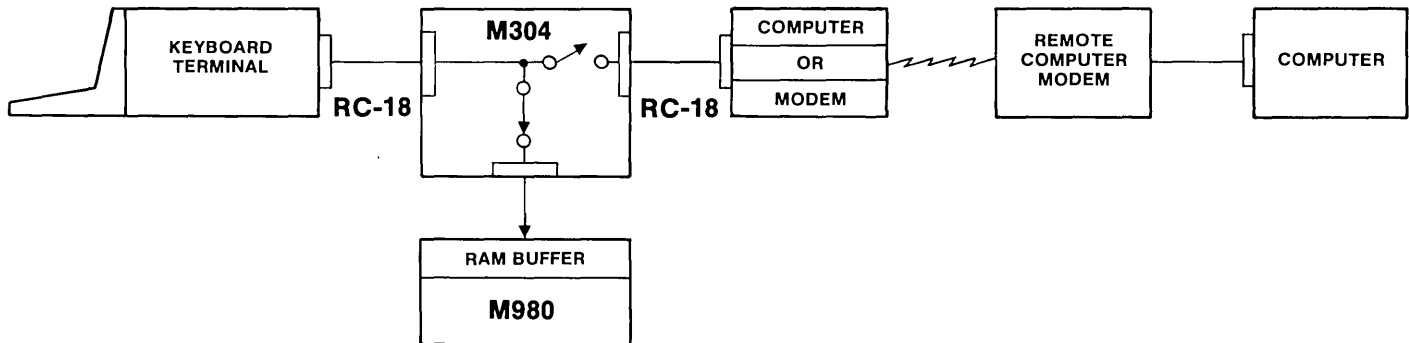 KEYBOARD
TERMINAL
RC-18
M304
RC-18
COMPUTER
OR
MODEM
REMOTE
COMPUTER
MODEM
COMPUTER
RAM BUFFER
M980